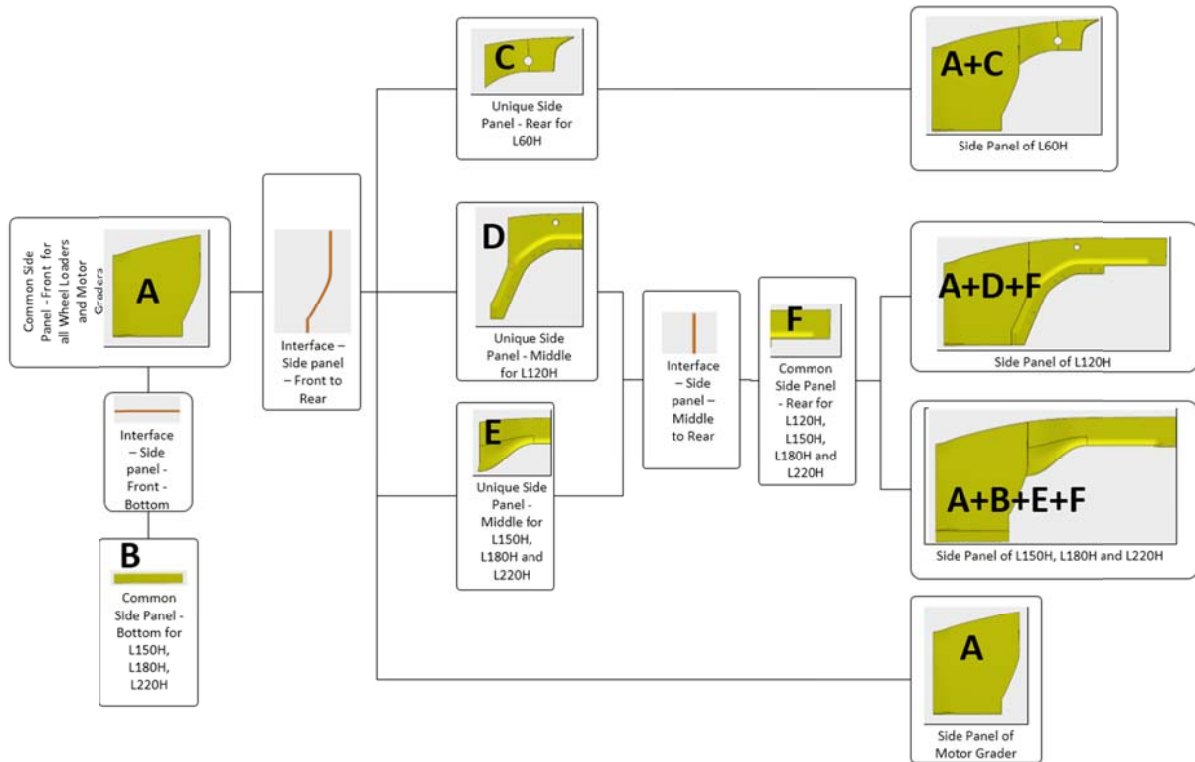 C
Unique Side
Panel - Rear for
L60H
A+C
Side Panel of L60H
Common Side
Panel - Front for
all Wheel Loaders
and Motor
Graders
A
Interface –
Side panel
– Front to
Rear
D
Unique Side
Panel - Middle
for L120H
Interface
– Side
panel –
Middle
to Rear
F
Common
Side Panel
- Rear for
L120H,
L150H,
L180H and
L220H
A+D+F
Side Panel of L120H
Interface
– Side
panel -
Front -
Bottom
E
Unique Side
Panel -
Middle for
L150H,
L180H and
L220H
A+B+E+F
Side Panel of L150H, L180H and L220H
B
Common
Side Panel -
Bottom for
L150H,
L180H,
L220H
A
Side Panel of
Motor Grader